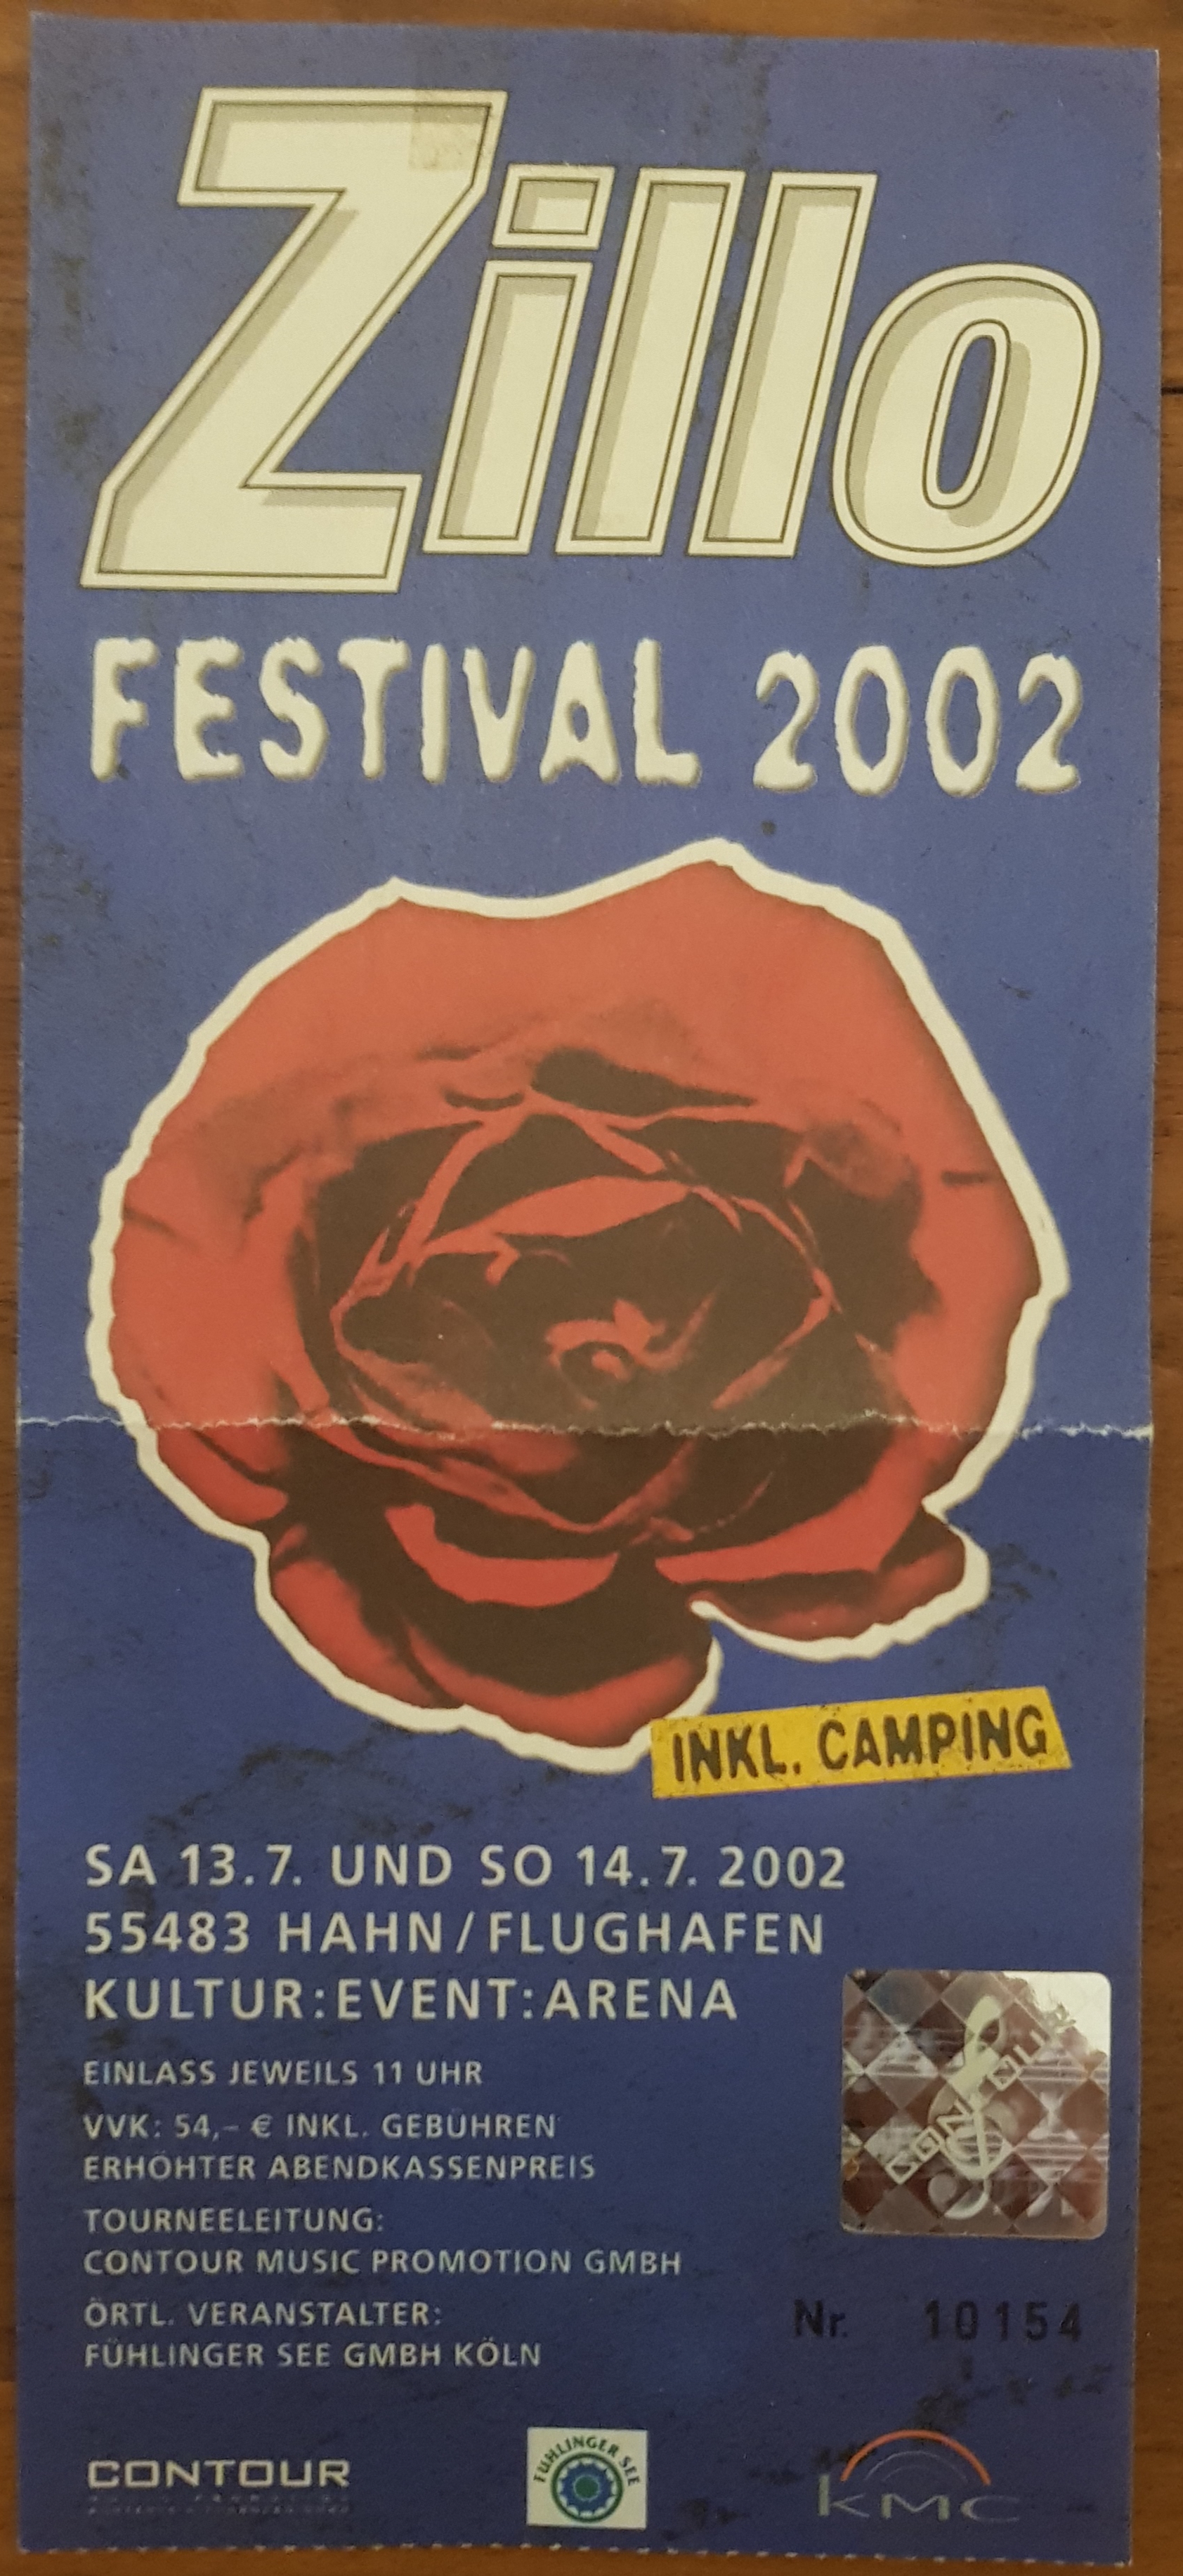 Zillo
FESTIVAL 2002
INKL. CAMPING
SA 13.7. UND SO 14.7. 2002
55483 HAHN/FLUGHAFEN
KULTUR:EVENT:ARENA
EINLASS JEWEILS 11 UHR
VVK: 54,– € INKL. GEBÜHREN
ERHÖHTER ABENDKASSENPREIS
TOURNEELEITUNG:
CONTOUR MUSIC PROMOTION GMBH
ÖRTL. VERANSTALTER:
FÜHLINGER SEE GMBH KÖLN
CONTOUR
Nr. 10154
CONTOUR
FÜHLINGER SEE
KMC